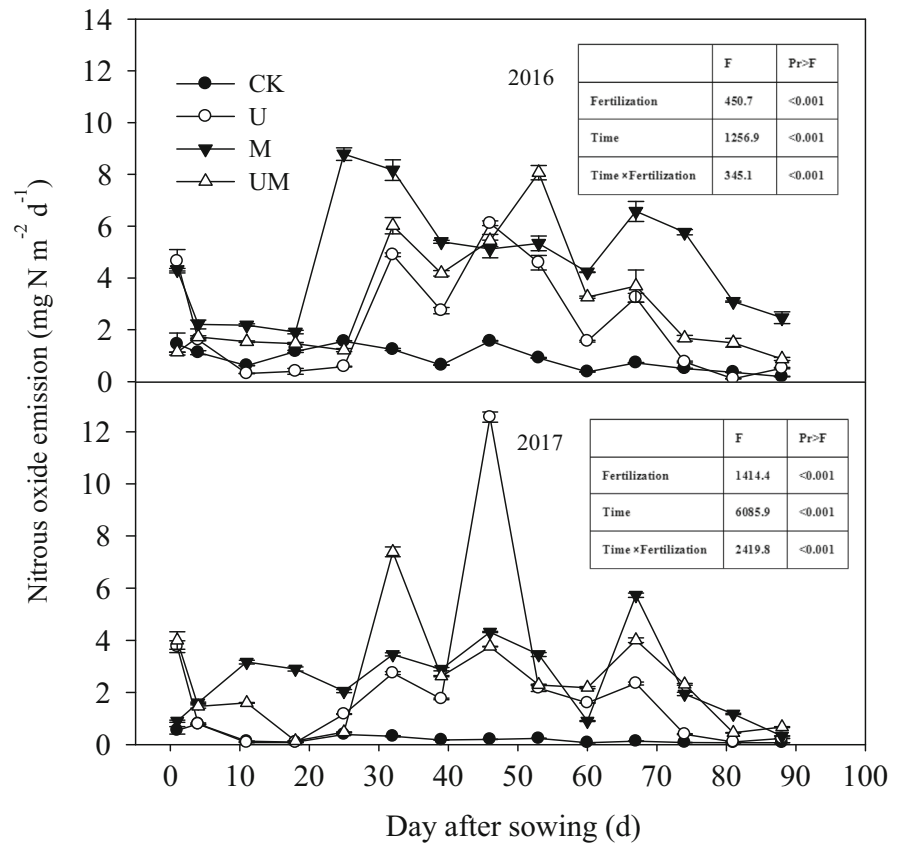 Nitrous oxide emission (mg N m⁻² d⁻¹)
14
12
10
8
6
4
2
0
CK
U
M
UM
2016
F Pr>F
Fertilization 450.7 <0.001
Time 1256.9 <0.001
Time ×Fertilization 345.1 <0.001
12
10
8
6
4
2
0
2017
F Pr>F
Fertilization 1414.4 <0.001
Time 6085.9 <0.001
Time ×Fertilization 2419.8 <0.001
0 10 20 30 40 50 60 70 80 90 100
Day after sowing (d)